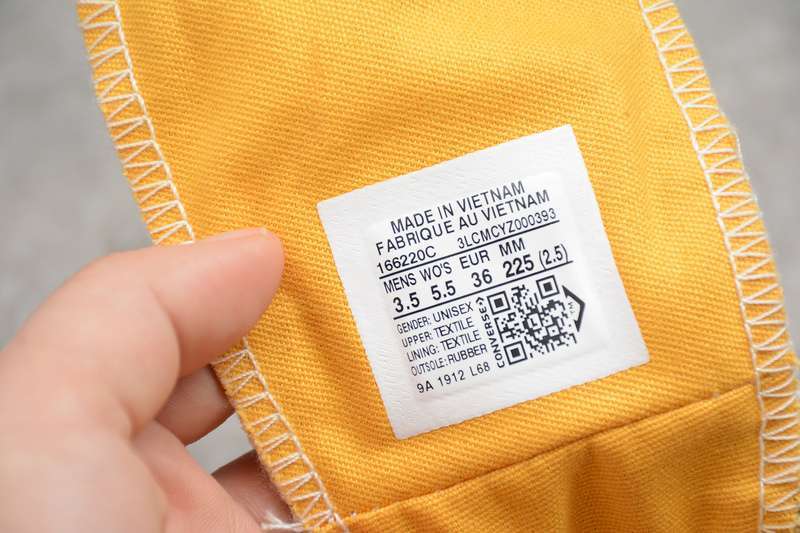 MADE IN VIETNAM
FABRIQUE AU VIETNAM
166220C 3LCMCYZ000393
MENS WO'S EUR MM
3.5 5.5 36 225 (2.5)
GENDER: UNISEX
UPPER: TEXTILE
LINING: TEXTILE
OUTSOLE: RUBBER
9A 1912 L68
CONVERSE